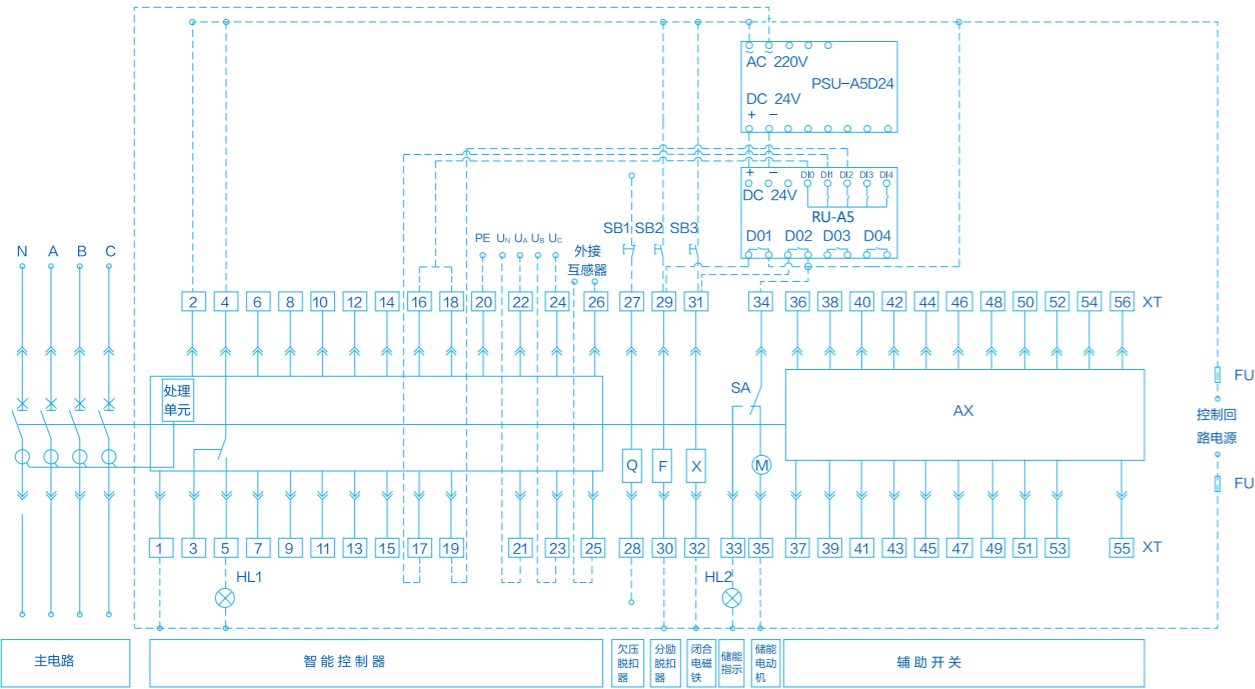 AC 220V
PSU-A5D24
DC 24V
+ −
+ − DI0 DI1 DI2 DI3 DI4
DC 24V
RU-A5
D01 D02 D03 D04
SB1 SB2 SB3
PE UN UA UB UC
外接
互感器
N A B C
2 4 6 8 10 12 14 16 18 20 22 24 26 27 29 31 34 36 38 40 42 44 46 48 50 52 54 56 XT
处理
单元
SA
AX
FU
控制回
路电源
FU
Q F X M
1 3 5 7 9 11 13 15 17 19 21 23 25 28 30 32 33 35 37 39 41 43 45 47 49 51 53 55 XT
HL1
HL2
主电路
智能控制器
欠压
脱扣
器
分励
脱扣
器
闭合
电磁
铁
储能
指示
储能
电动
机
辅助开关